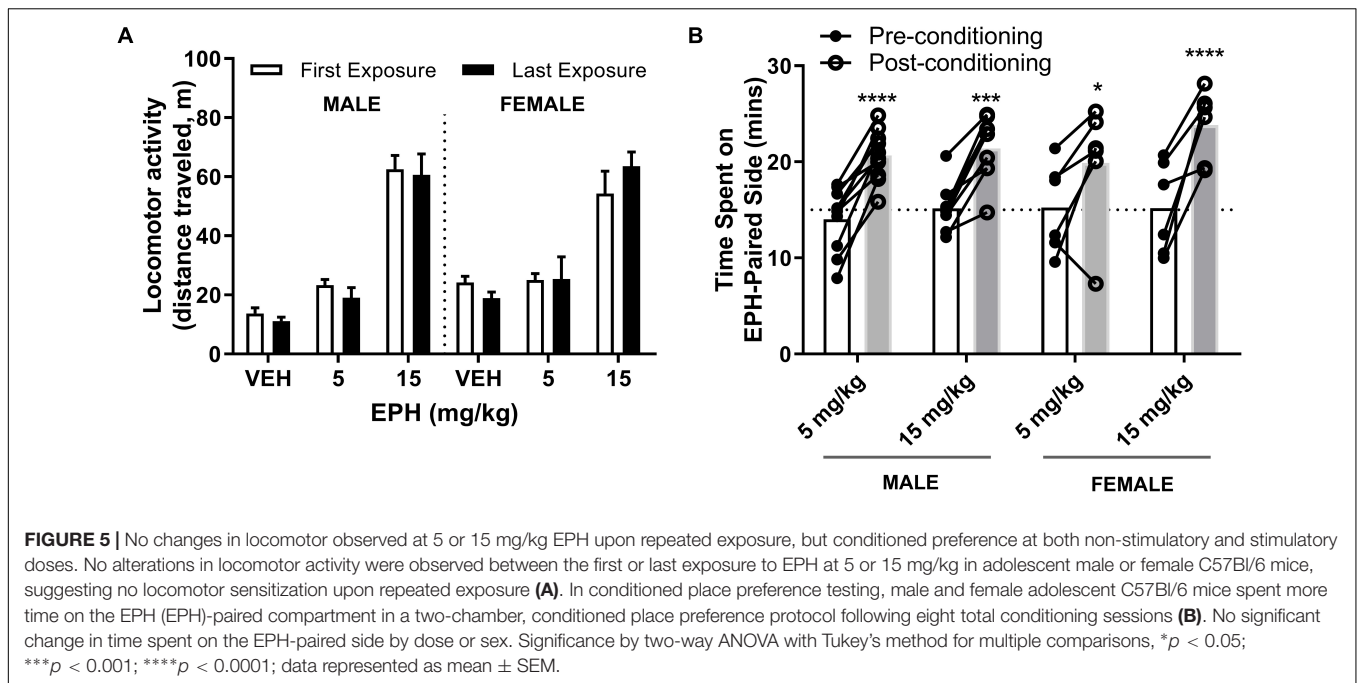 A
Locomotor activity
(distance traveled, m)
100
80
60
40
20
0
First Exposure
Last Exposure
MALE
FEMALE
VEH
5
15
VEH
5
15
EPH (mg/kg)
B
Pre-conditioning
Post-conditioning
Time Spent on
EPH-Paired Side (mins)
30
20
10
0
****
***
*
****
5 mg/kg
15 mg/kg
5 mg/kg
15 mg/kg
MALE
FEMALE
FIGURE 5 | No changes in locomotor observed at 5 or 15 mg/kg EPH upon repeated exposure, but conditioned preference at both non-stimulatory and stimulatory
doses. No alterations in locomotor activity were observed between the first or last exposure to EPH at 5 or 15 mg/kg in adolescent male or female C57Bl/6 mice,
suggesting no locomotor sensitization upon repeated exposure (A). In conditioned place preference testing, male and female adolescent C57Bl/6 mice spent more
time on the EPH (EPH)-paired compartment in a two-chamber, conditioned place preference protocol following eight total conditioning sessions (B). No significant
change in time spent on the EPH-paired side by dose or sex. Significance by two-way ANOVA with Tukey's method for multiple comparisons, *p < 0.05;
***p < 0.001; ****p < 0.0001; data represented as mean ± SEM.